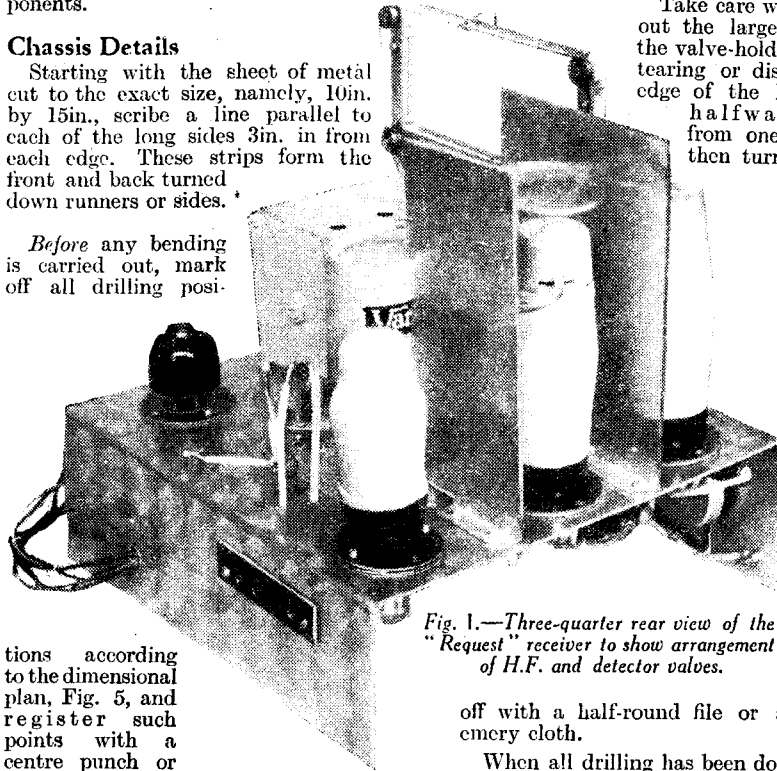 ponents.
Chassis Details
Starting with the sheet of metal
cut to the exact size, namely, 10in.
by 15in., scribe a line parallel to
each of the long sides 3in. in from
each edge. These strips form the
front and back turned
down runners or sides.
Before any bending
is carried out, mark
off all drilling posi-
tions according
to the dimensional
plan, Fig. 5, and
register such
points with a
centre punch or
Take care w
out the large
the valve-hold
tearing or dis
edge of the
halfwa
from one
then turn
Var
Fig. 1.—Three-quarter rear view of the
"Request" receiver to show arrangement
of H.F. and detector valves.
off with a half-round file or
emery cloth.
When all drilling has been do